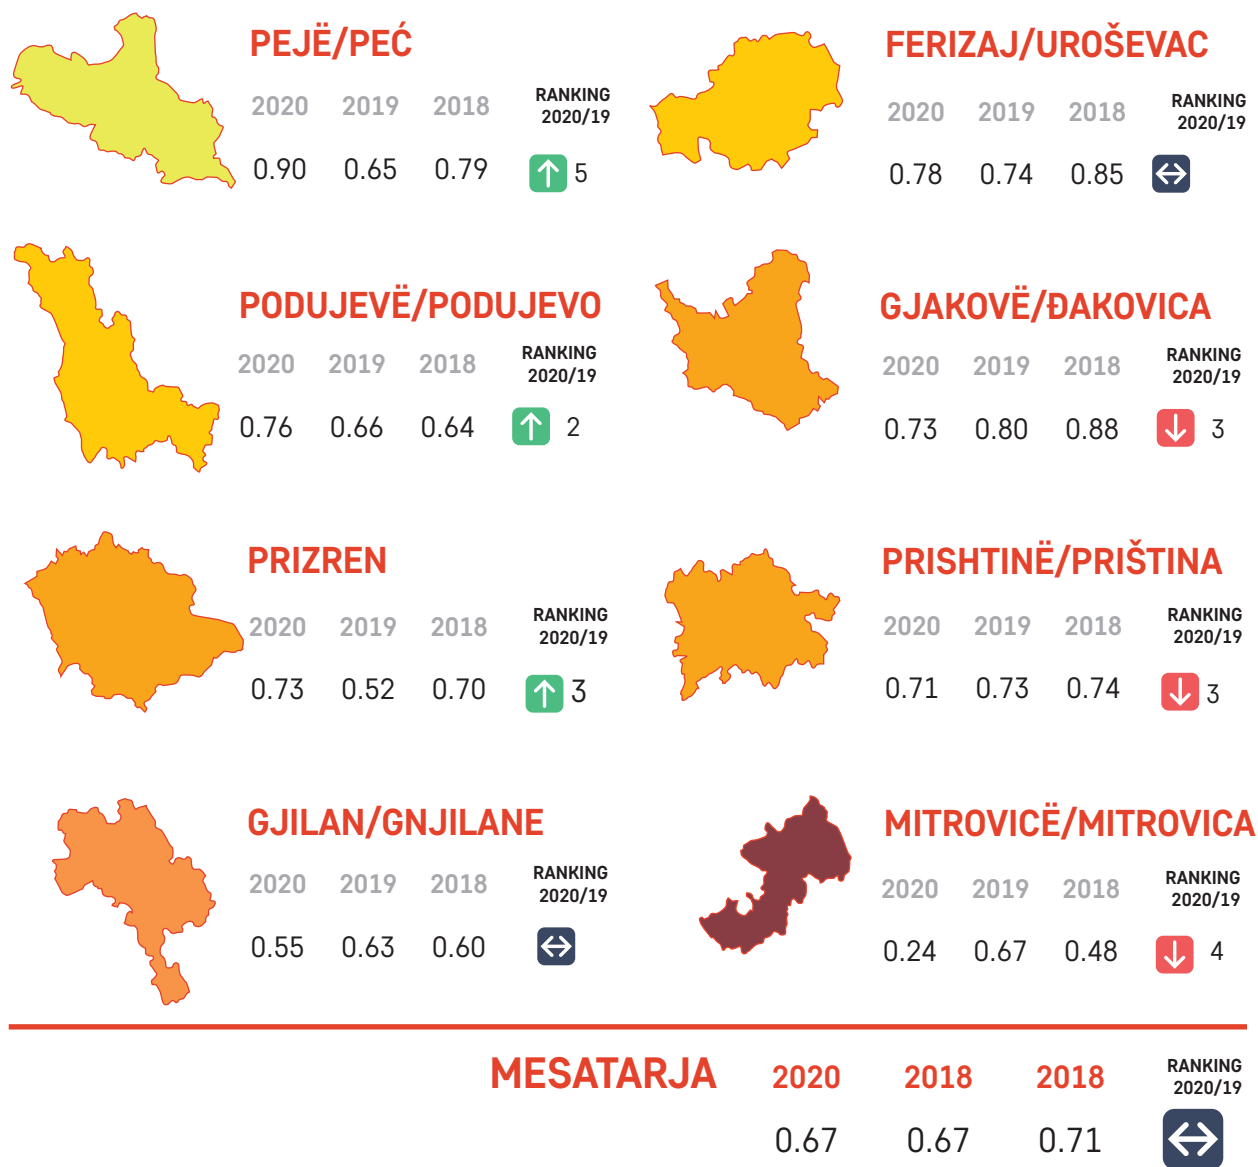 PEJË/PEĆ
2020 2019 2018 RANKING 2020/19
0.90 0.65 0.79 5
FERIZAJ/UROŠEVAC
2020 2019 2018 RANKING 2020/19
0.78 0.74 0.85
PODUJEVË/PODUJEVO
2020 2019 2018 RANKING 2020/19
0.76 0.66 0.64 2
GJAKOVË/ĐAKOVICA
2020 2019 2018 RANKING 2020/19
0.73 0.80 0.88 3
PRIZREN
2020 2019 2018 RANKING 2020/19
0.73 0.52 0.70 3
PRISHTINË/PRIŠTINA
2020 2019 2018 RANKING 2020/19
0.71 0.73 0.74 3
GJILAN/GNJILANE
2020 2019 2018 RANKING 2020/19
0.55 0.63 0.60
MITROVICË/MITROVICA
2020 2019 2018 RANKING 2020/19
0.24 0.67 0.48 4
MESATARJA 2020 2018 2018 RANKING 2020/19
0.67 0.67 0.71